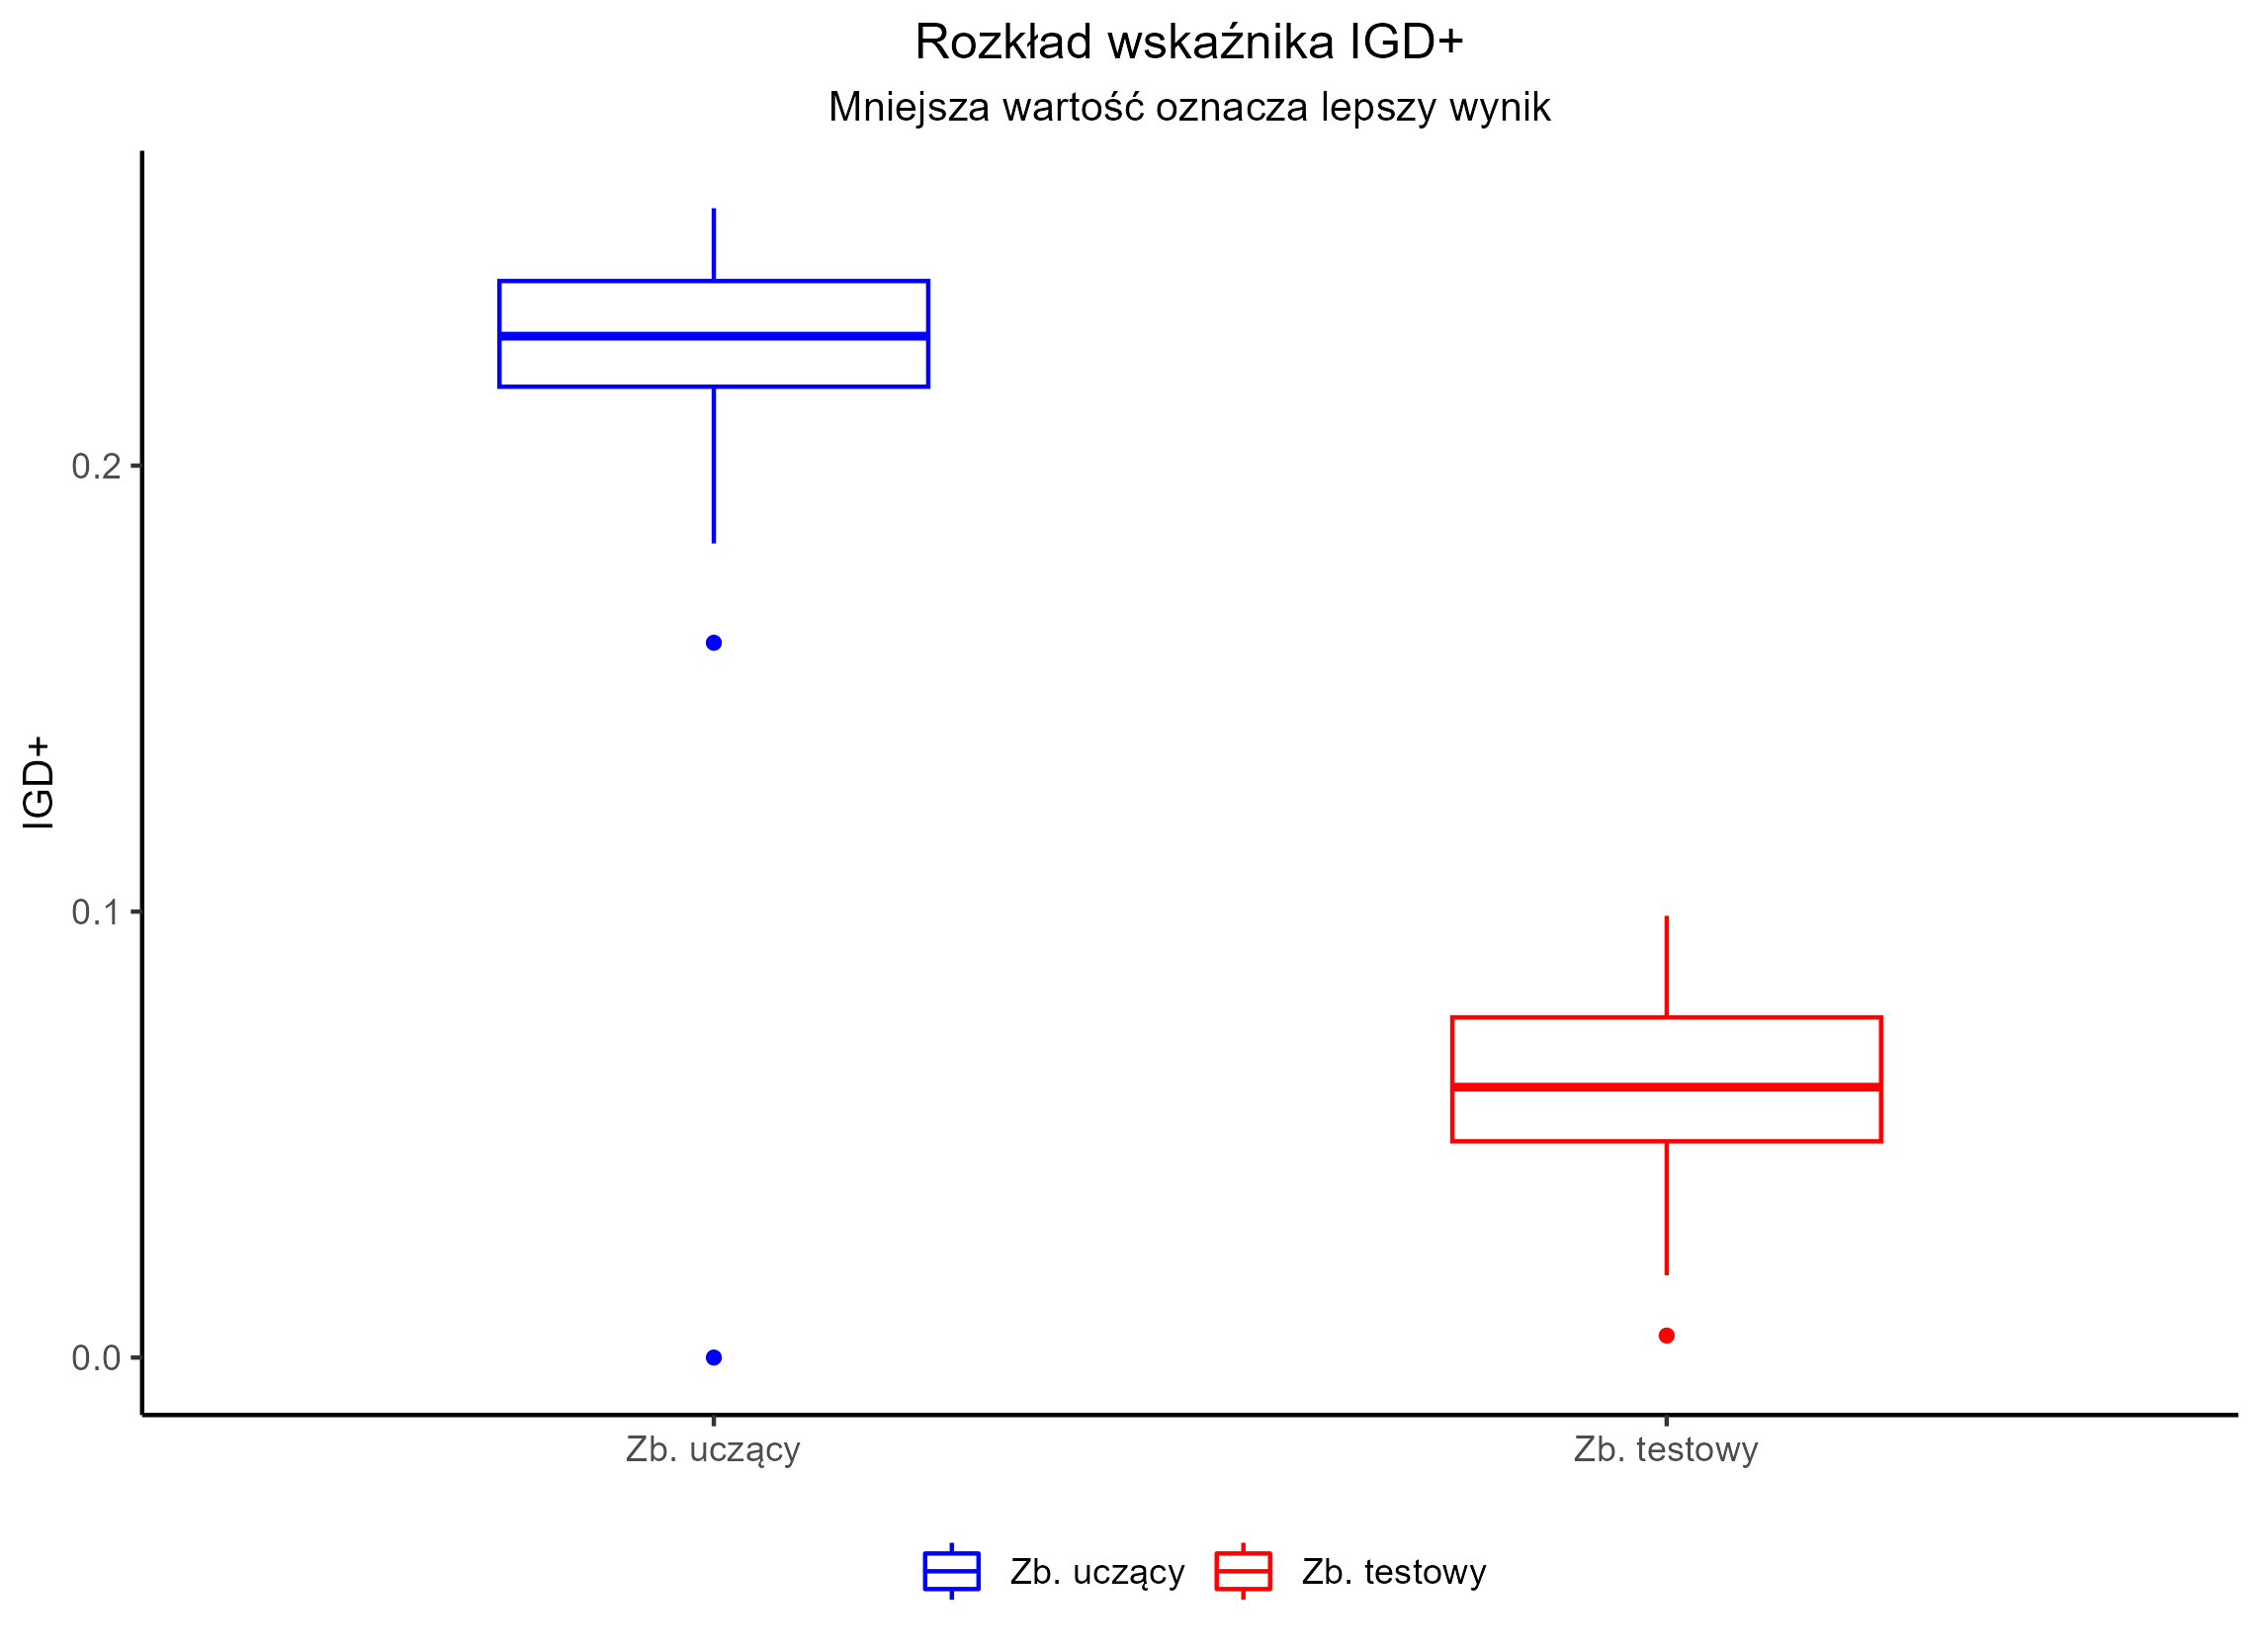 Rozkład wskaźnika IGD+
Mniejsza wartość oznacza lepszy wynik
IGD+
0.2
0.1
0.0
Zb. uczący
Zb. testowy
Zb. uczący
Zb. testowy